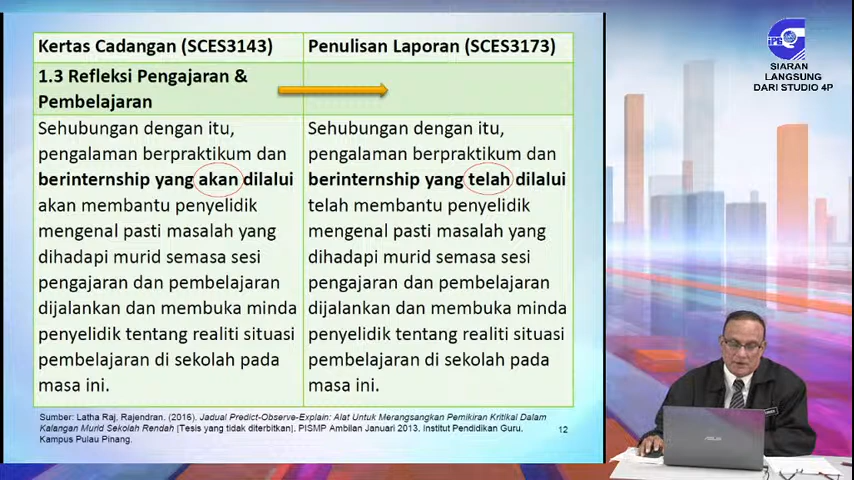 Kertas Cadangan (SCES3143)
Penulisan Laporan (SCES3173)
1.3 Refleksi Pengajaran &
Pembelajaran
Sehubungan dengan itu,
pengalaman berpraktikum dan
berinternship yang akan dilalui
akan membantu penyelidik
mengenal pasti masalah yang
dihadapi murid semasa sesi
pengajaran dan pembelajaran
dijalankan dan membuka minda
penyelidik tentang realiti situasi
pembelajaran di sekolah pada
masa ini.
Sehubungan dengan itu,
pengalaman berpraktikum dan
berinternship yang telah dilalui
telah membantu penyelidik
mengenal pasti masalah yang
dihadapi murid semasa sesi
pengajaran dan pembelajaran
dijalankan dan membuka minda
penyelidik tentang realiti situasi
pembelajaran di sekolah pada
masa ini.
Sumber: Latha Raj. Rajendran. (2016). Jadual Predict-Observe-Explain: Alat Untuk Merangsangkan Pemikiran Kritikal Dalam
Kalangan Murid Sekolah Rendah [Tesis yang tidak diterbitkan]. PISMP Ambilan Januari 2013. Institut Pendidikan Guru,
Kampus Pulau Pinang.
12
SIARAN
LANGSUNG
DARI STUDIO 4P
ASUS